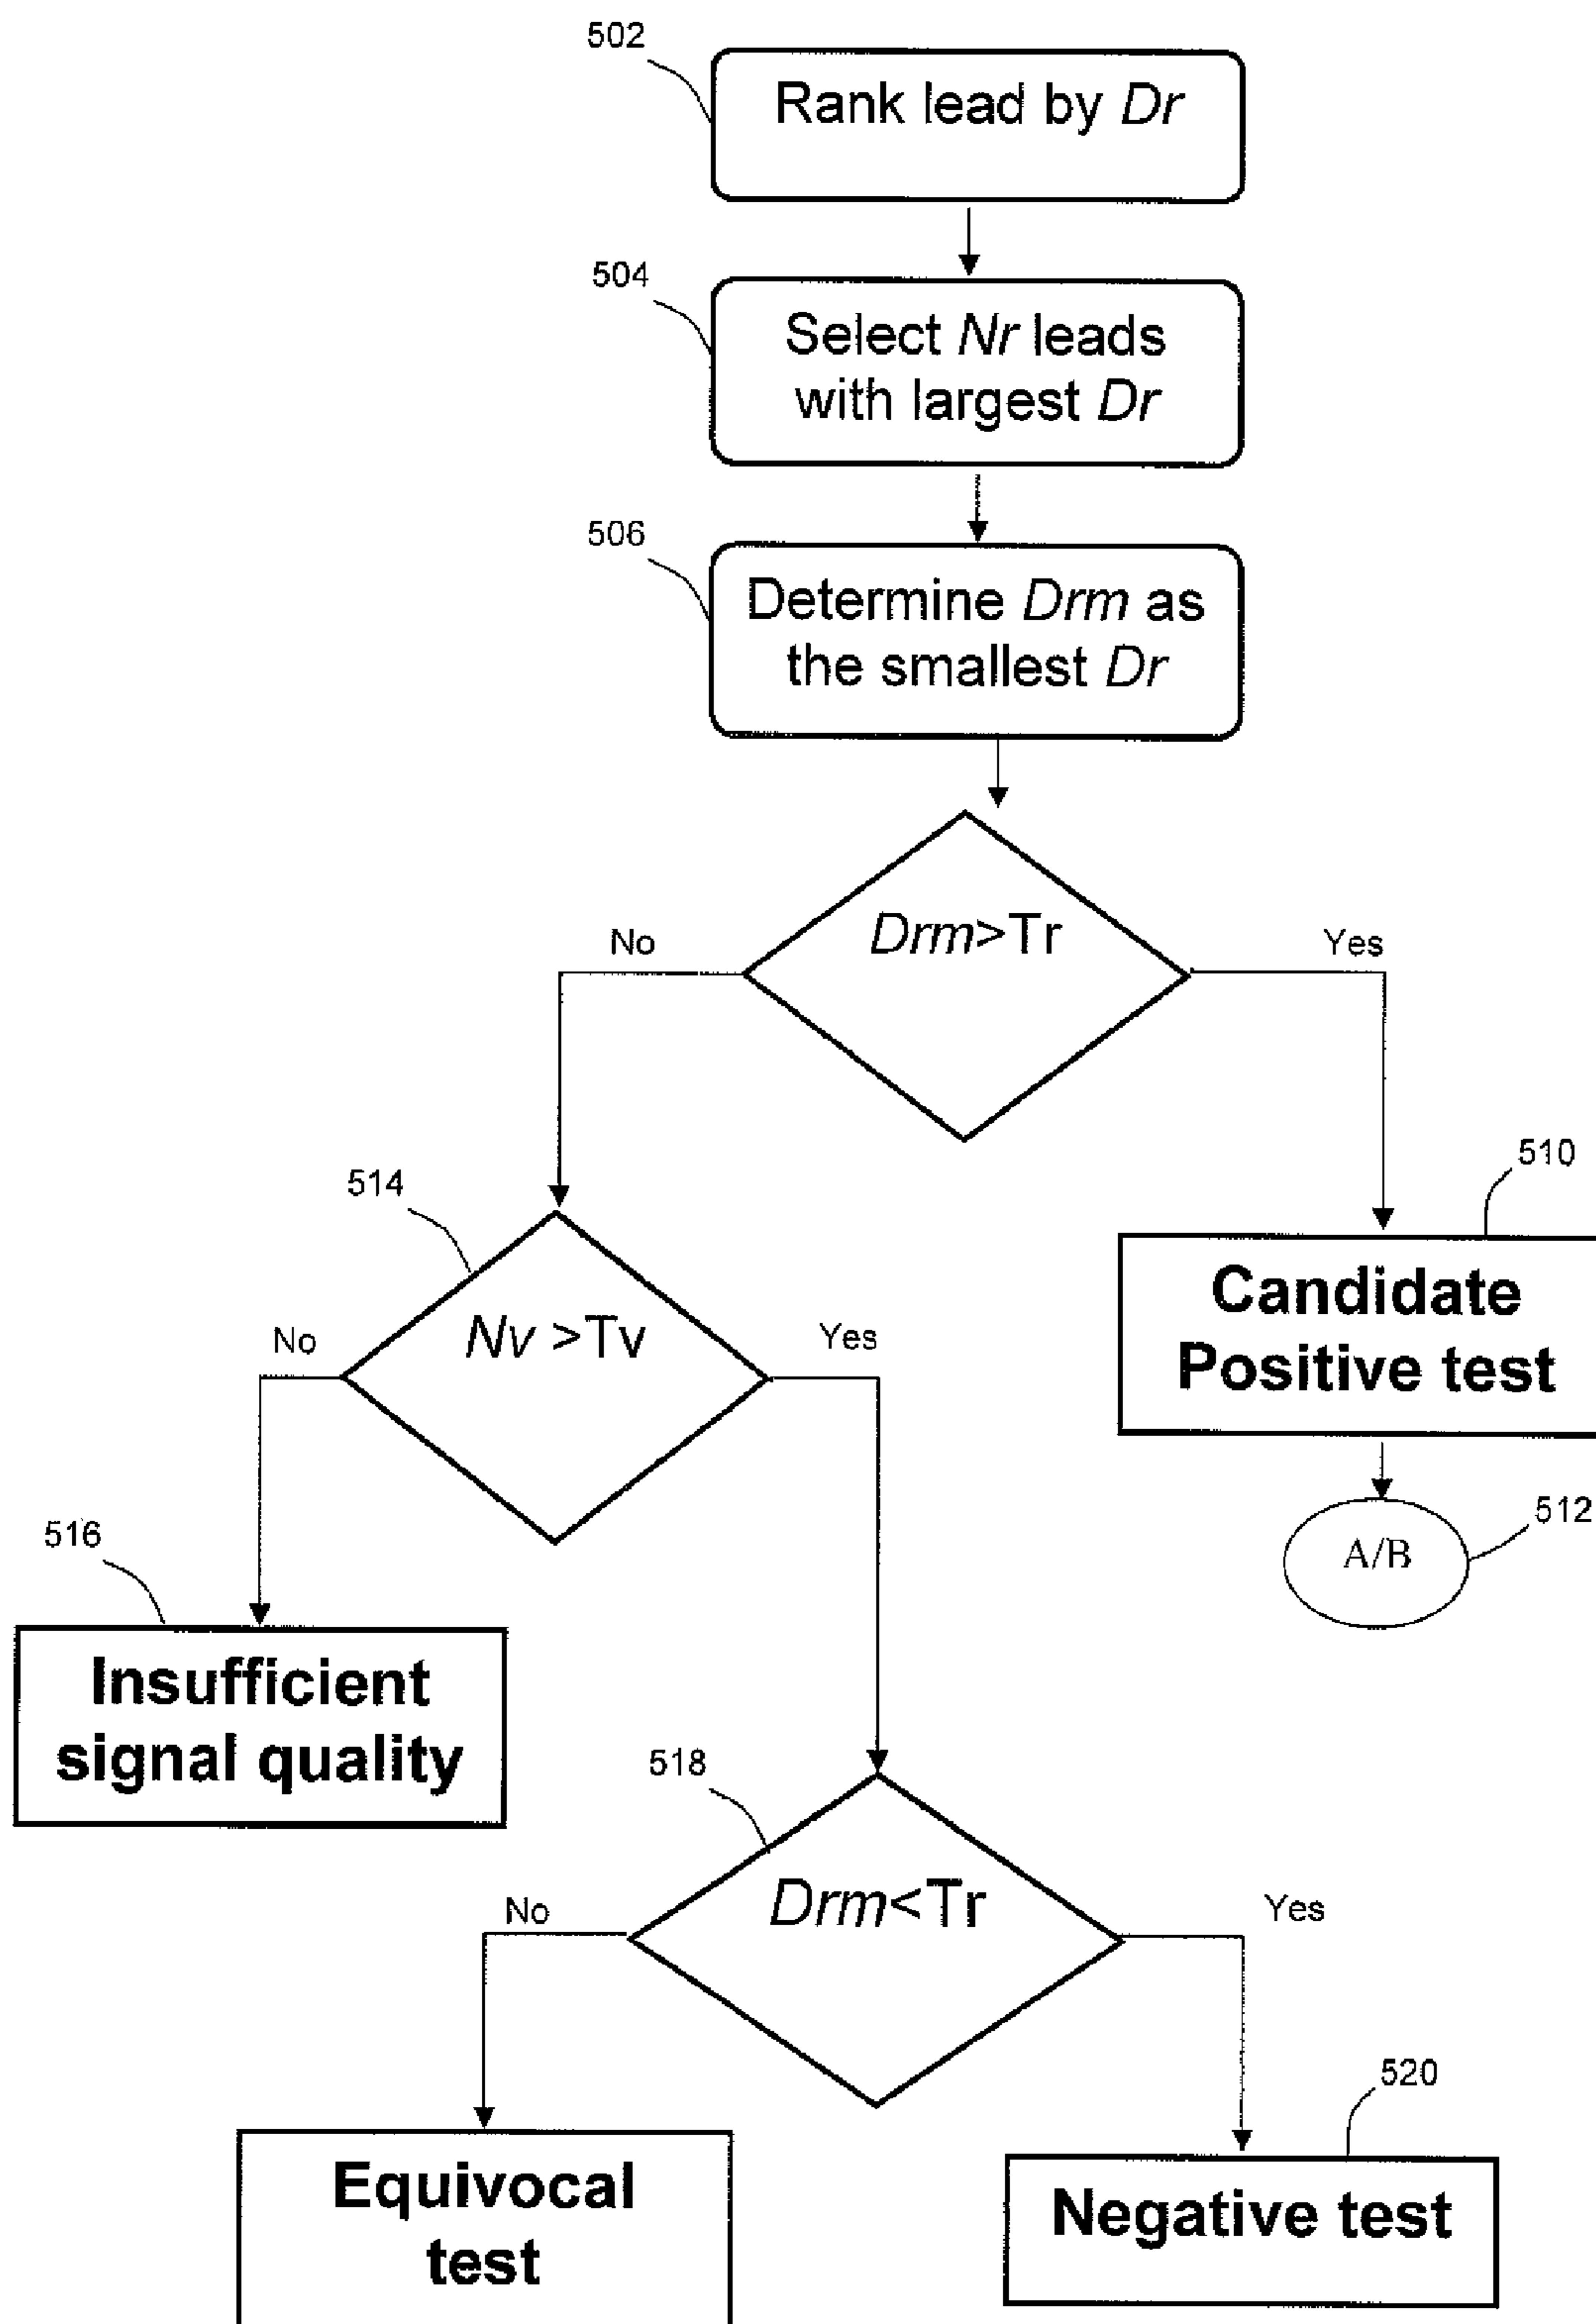 502
Rank lead by Dr
504
Select Nr leads
with largest Dr
506
Determine Drm as
the smallest Dr
Drm>Tr
No
Yes
510
514
Candidate
Positive test
Nv >Tv
No
Yes
512
A/B
516
Insufficient
signal quality
518
Drm<Tr
No
Yes
520
Equivocal
test
Negative test